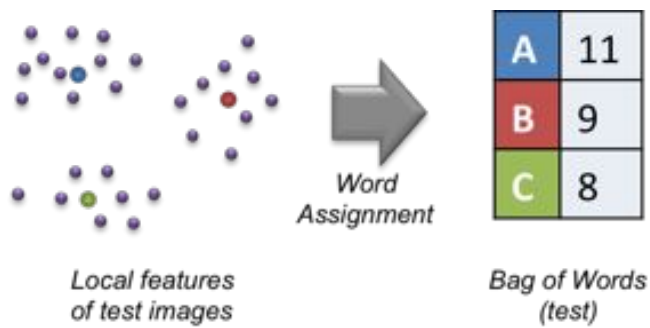 A 11
B 9
C 8
Word
Assignment
Local features
of test images
Bag of Words
(test)